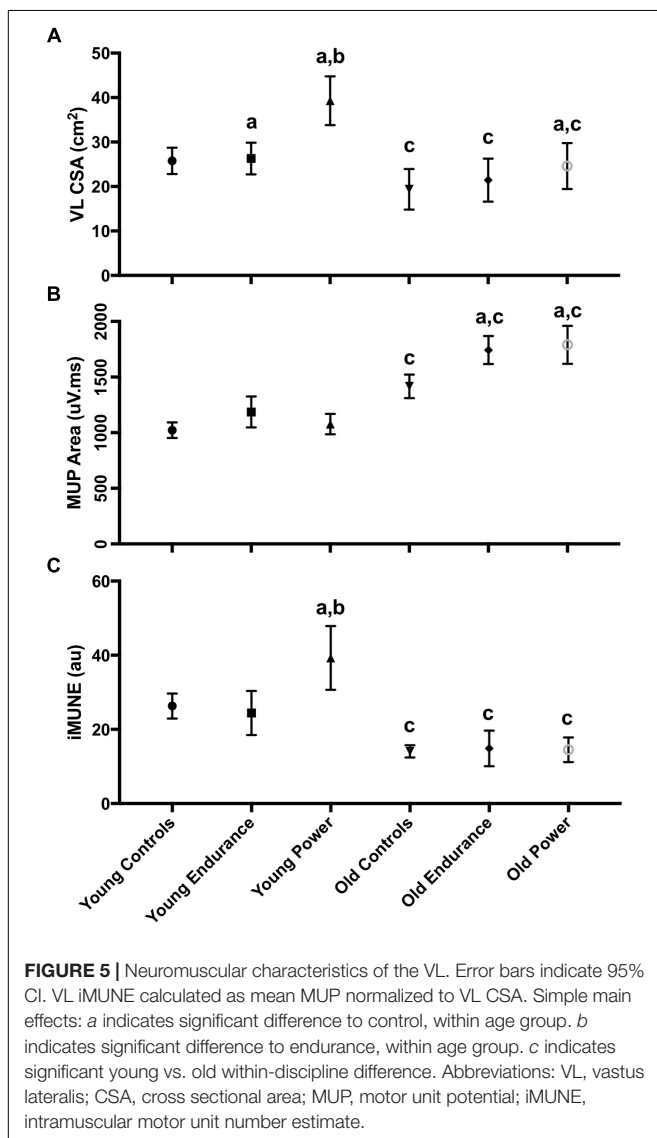 A
50
a,b
40
a
a,c
30
c
c
20
10
0
VL CSA (cm²)
B
2000
a,c
a,c
1500
c
1000
500
0
MUP Area (uV.ms)
C
60
a,b
40
20
c
c
c
0
iMUNE (au)
Young Controls
Young Endurance
Young Power
Old Controls
Old Endurance
Old Power
FIGURE 5 | Neuromuscular characteristics of the VL. Error bars indicate 95%
CI. VL iMUNE calculated as mean MUP normalized to VL CSA. Simple main
effects: a indicates significant difference to control, within age group. b
indicates significant difference to endurance, within age group. c indicates
significant young vs. old within-discipline difference. Abbreviations: VL, vastus
lateralis; CSA, cross sectional area; MUP, motor unit potential; iMUNE,
intramuscular motor unit number estimate.